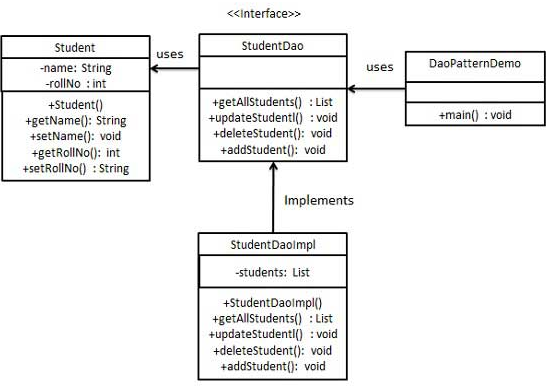 <<Interface>>
Student
-name: String
-rollNo : int
+Student()
+getName(): String
+setName(): void
+getRollNo(): int
+setRollNo() : String
uses
StudentDao
+getAllStudents() : List
+updateStudentl() : void
+deleteStudent(): void
+addStudent(): void
uses
DaoPatternDemo
+main() : void
Implements
StudentDaoImpl
-students: List
+StudentDaoImpl()
+getAllStudents() : List
+updateStudentl() : void
+deleteStudent(): void
+addStudent(): void